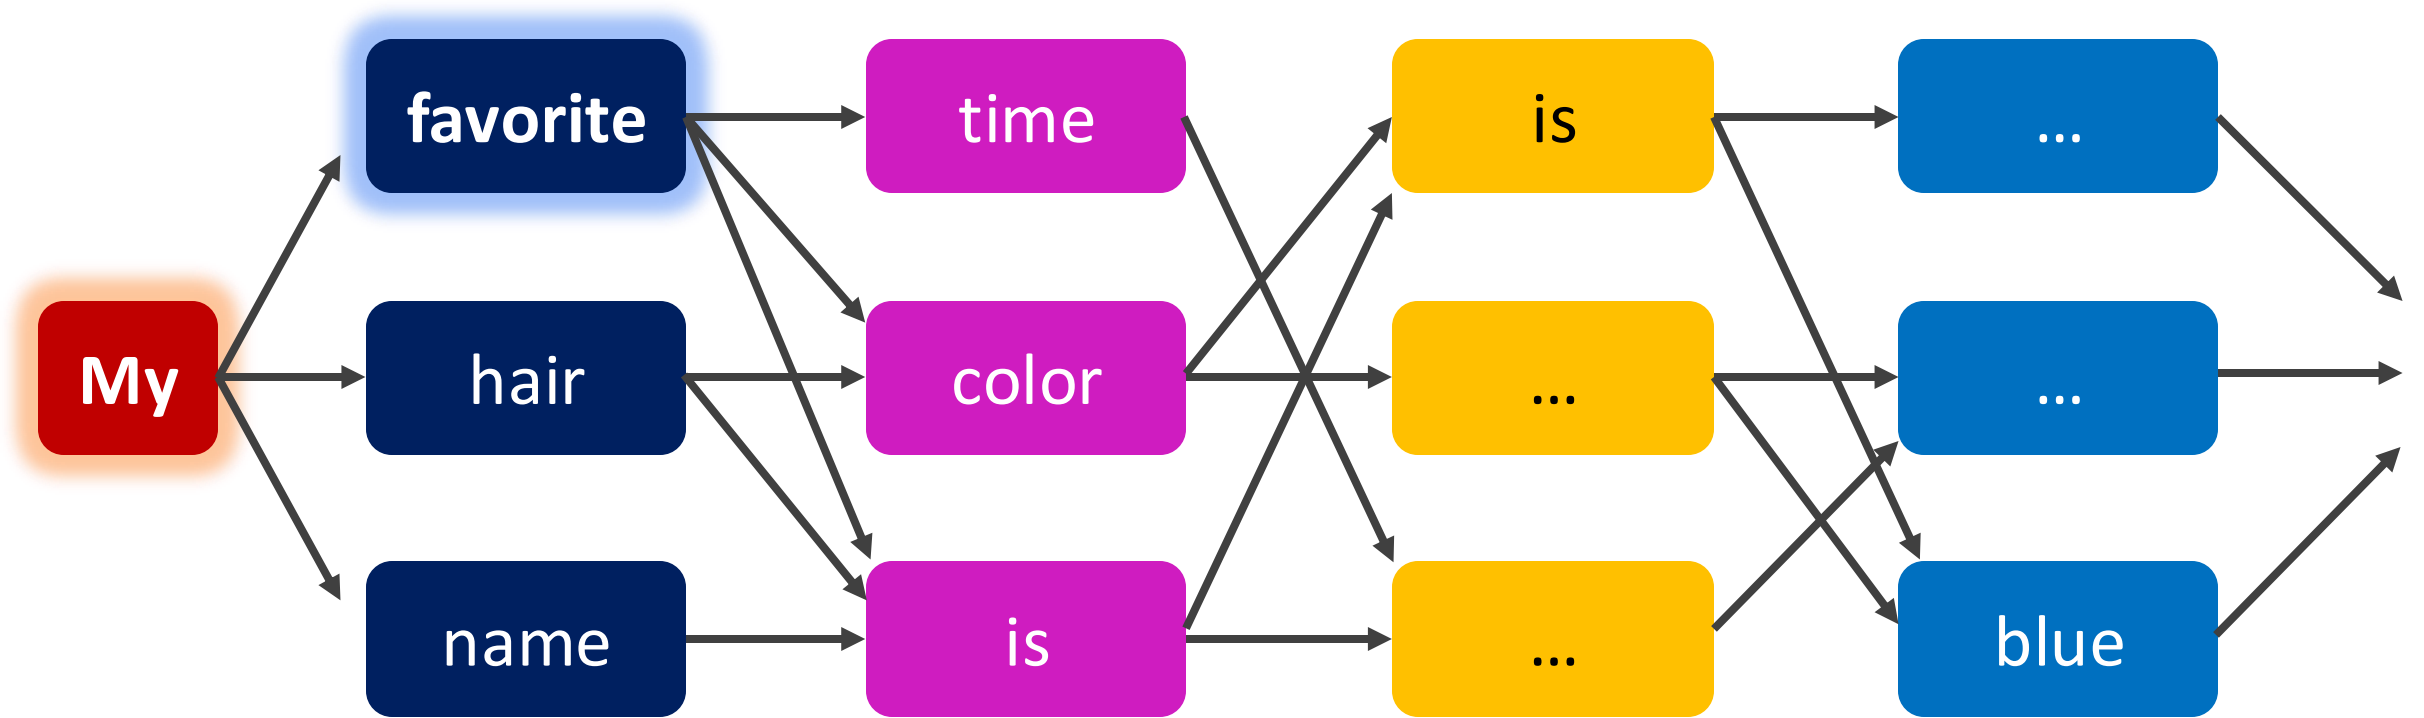 My
favorite
hair
name
time
color
is
is
...
...
...
...
blue